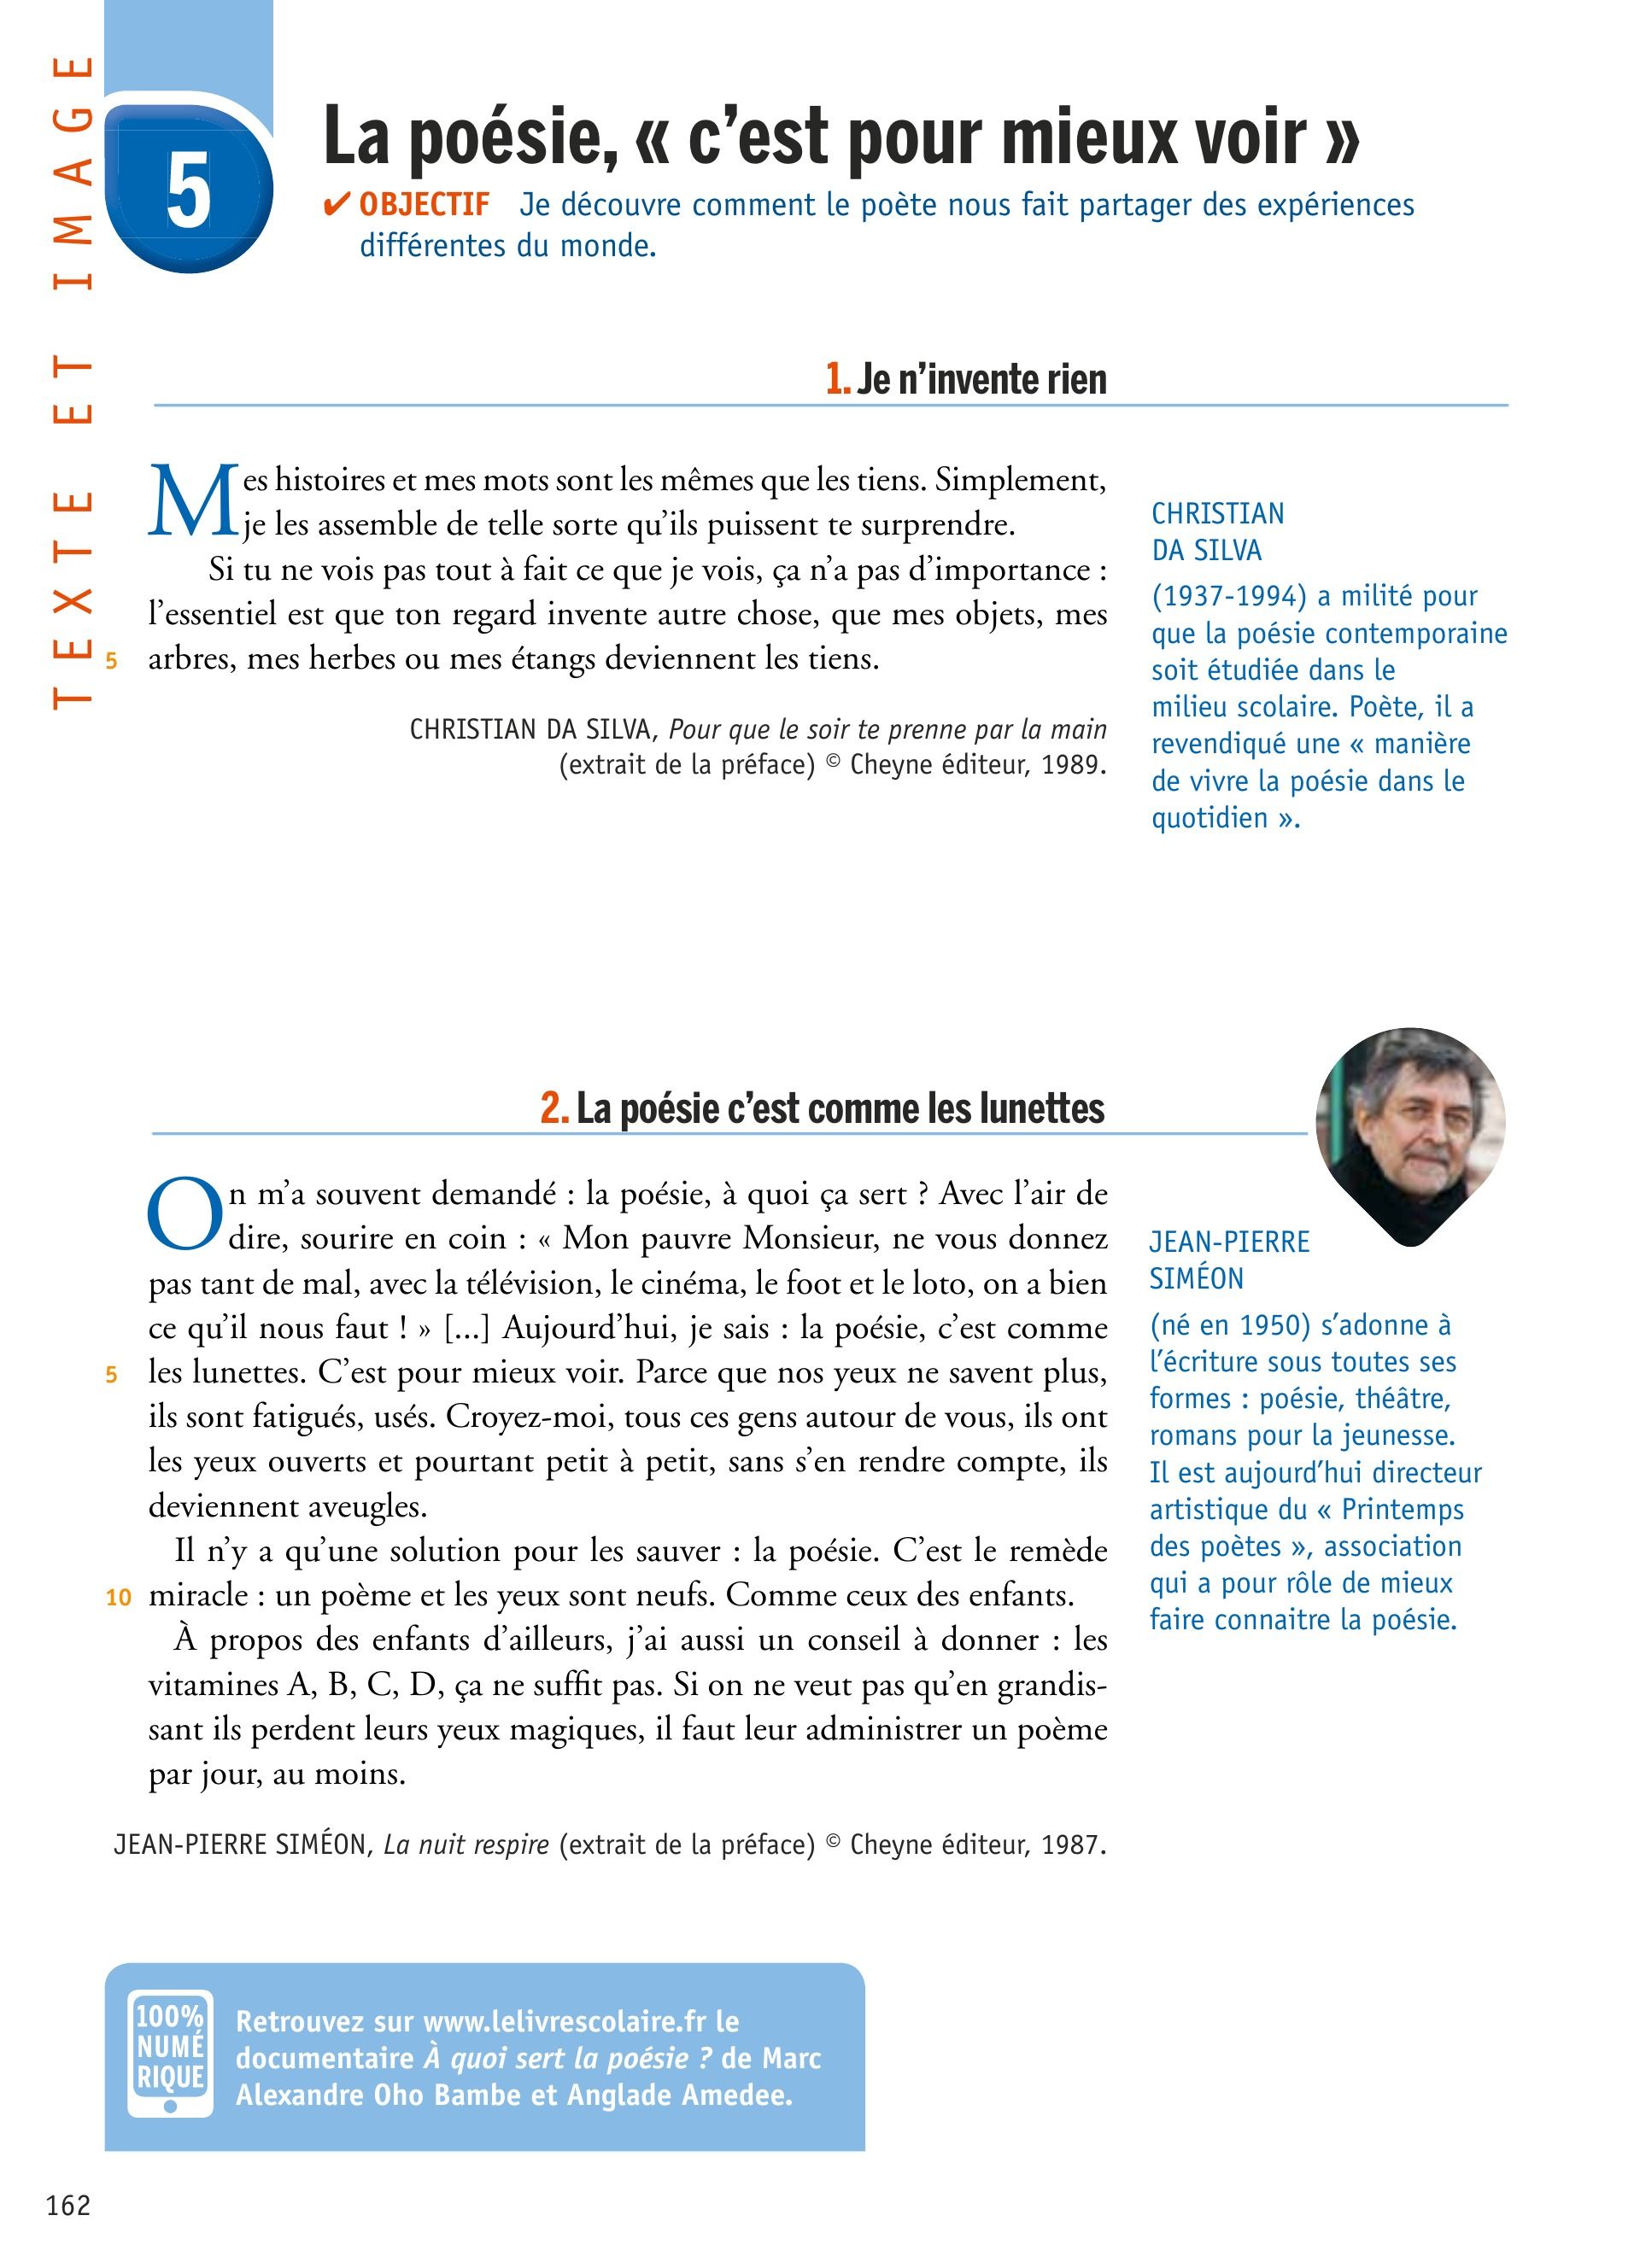 TEXTE ET IMAGE
5
La poésie, « c’est pour mieux voir »
✔ OBJECTIF Je découvre comment le poète nous fait partager des expériences
différentes du monde.
1. Je n’invente rien
Mes histoires et mes mots sont les mêmes que les tiens. Simplement,
je les assemble de telle sorte qu’ils puissent te surprendre.
Si tu ne vois pas tout à fait ce que je vois, ça n’a pas d’importance :
l’essentiel est que ton regard invente autre chose, que mes objets, mes
5 arbres, mes herbes ou mes étangs deviennent les tiens.
CHRISTIAN DA SILVA, Pour que le soir te prenne par la main
(extrait de la préface) © Cheyne éditeur, 1989.
CHRISTIAN
DA SILVA
(1937-1994) a milité pour
que la poésie contemporaine
soit étudiée dans le
milieu scolaire. Poète, il a
revendiqué une « manière
de vivre la poésie dans le
quotidien ».
2. La poésie c’est comme les lunettes
On m’a souvent demandé : la poésie, à quoi ça sert ? Avec l’air de
dire, sourire en coin : « Mon pauvre Monsieur, ne vous donnez
pas tant de mal, avec la télévision, le cinéma, le foot et le loto, on a bien
ce qu’il nous faut ! » [...] Aujourd’hui, je sais : la poésie, c’est comme
5 les lunettes. C’est pour mieux voir. Parce que nos yeux ne savent plus,
ils sont fatigués, usés. Croyez-moi, tous ces gens autour de vous, ils ont
les yeux ouverts et pourtant petit à petit, sans s’en rendre compte, ils
deviennent aveugles.
Il n’y a qu’une solution pour les sauver : la poésie. C’est le remède
10 miracle : un poème et les yeux sont neufs. Comme ceux des enfants.
À propos des enfants d’ailleurs, j’ai aussi un conseil à donner : les
vitamines A, B, C, D, ça ne suffit pas. Si on ne veut pas qu’en grandis-
sant ils perdent leurs yeux magiques, il faut leur administrer un poème
par jour, au moins.
JEAN-PIERRE SIMÉON, La nuit respire (extrait de la préface) © Cheyne éditeur, 1987.
JEAN-PIERRE
SIMÉON
(né en 1950) s’adonne à
l’écriture sous toutes ses
formes : poésie, théâtre,
romans pour la jeunesse.
Il est aujourd’hui directeur
artistique du « Printemps
des poètes », association
qui a pour rôle de mieux
faire connaitre la poésie.
100%
NUMÉ
RIQUE
Retrouvez sur www.lelivrescolaire.fr le
documentaire À quoi sert la poésie ? de Marc
Alexandre Oho Bambe et Anglade Amedee.
162